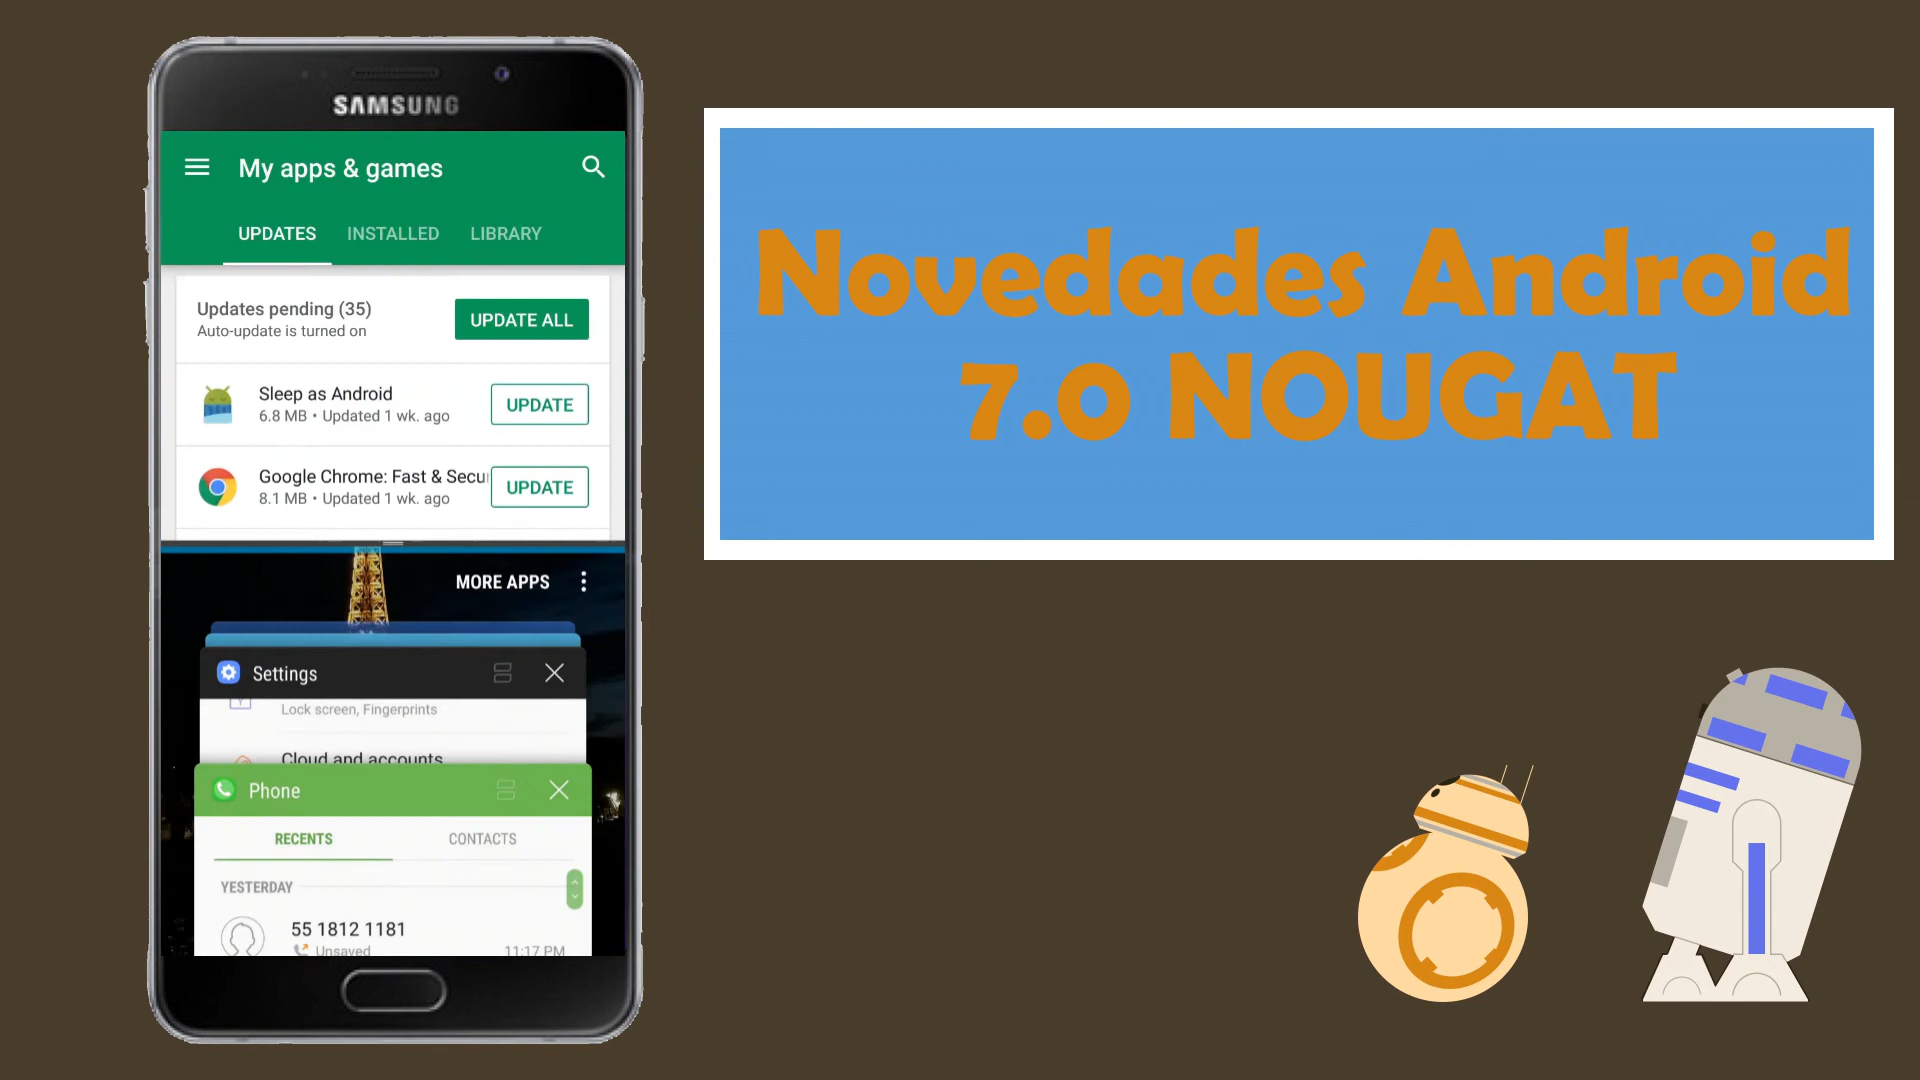 SAMSUNG
My apps & games
UPDATES INSTALLED LIBRARY
Updates pending (35)
Auto-update is turned on
UPDATE ALL
Sleep as Android
6.8 MB • Updated 1 wk. ago
UPDATE
Google Chrome: Fast & Secu
8.1 MB • Updated 1 wk. ago
UPDATE
MORE APPS
Settings
Lock screen, Fingerprints
Cloud and accounts
Phone
RECENTS CONTACTS
YESTERDAY
55 1812 1181
Unsaved 11:17 PM
Novedades Android
7.0 NOUGAT